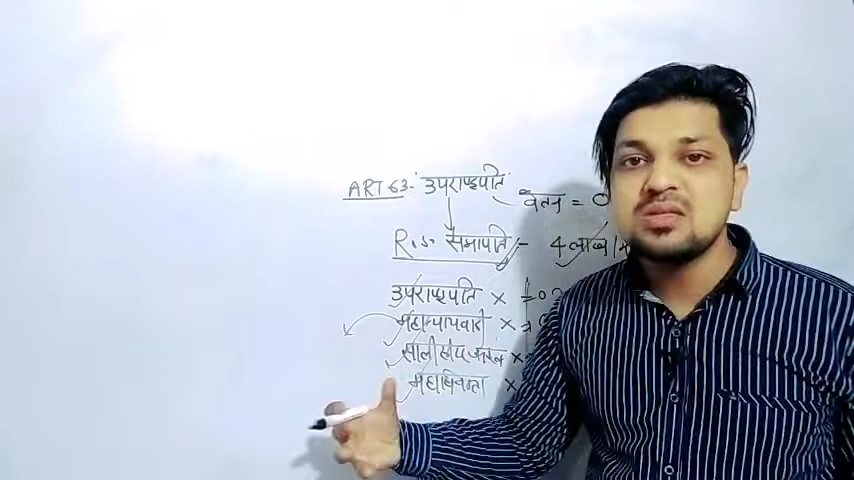 ART 63- उपराष्ट्रपति
वेतन = 0
R.S= सभापति - 4 लाख/
उपराष्ट्रपति ×
महान्यायवादी ×
सालीसीटर जनरल ×
महाधिवक्ता ×